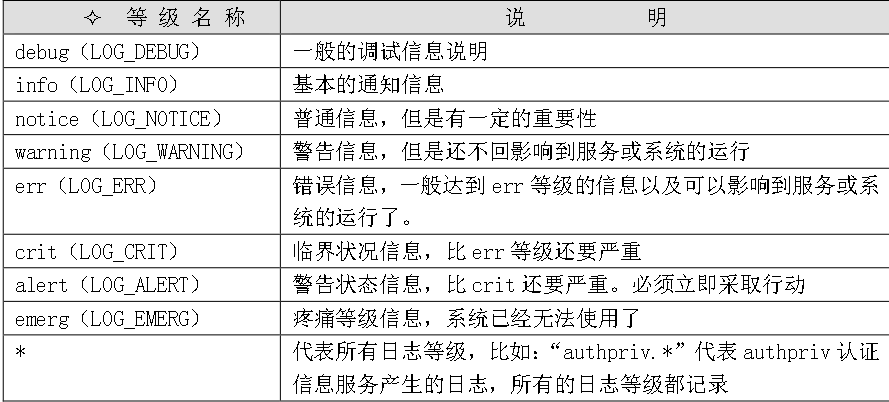 ✧ 等 级 名 称 说 明
debug（LOG_DEBUG） 一般的调试信息说明
info（LOG_INFO） 基本的通知信息
notice（LOG_NOTICE） 普通信息，但是有一定的重要性
warning（LOG_WARNING） 警告信息，但是还不回影响到服务或系统的运行
err（LOG_ERR） 错误信息，一般达到 err 等级的信息以及可以影响到服务或系
统的运行了。
crit（LOG_CRIT） 临界状况信息，比 err 等级还要严重
alert（LOG_ALERT） 警告状态信息，比 crit 还要严重。必须立即采取行动
emerg（LOG_EMERG） 疼痛等级信息，系统已经无法使用了
* 代表所有日志等级，比如：“authpriv.*”代表 authpriv 认证
信息服务产生的日志，所有的日志等级都记录